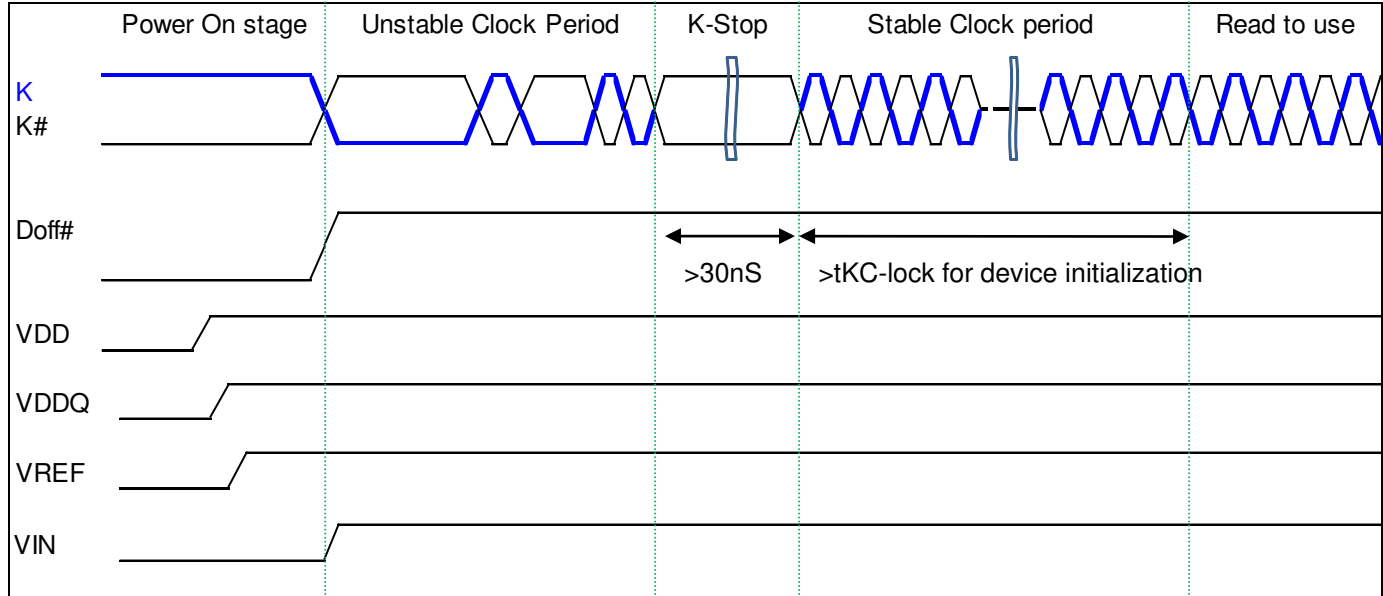 Power On stage Unstable Clock Period K-Stop Stable Clock period Read to use
K
K#
Doff#
>30nS >tKC-lock for device initialization
VDD
VDDQ
VREF
VIN